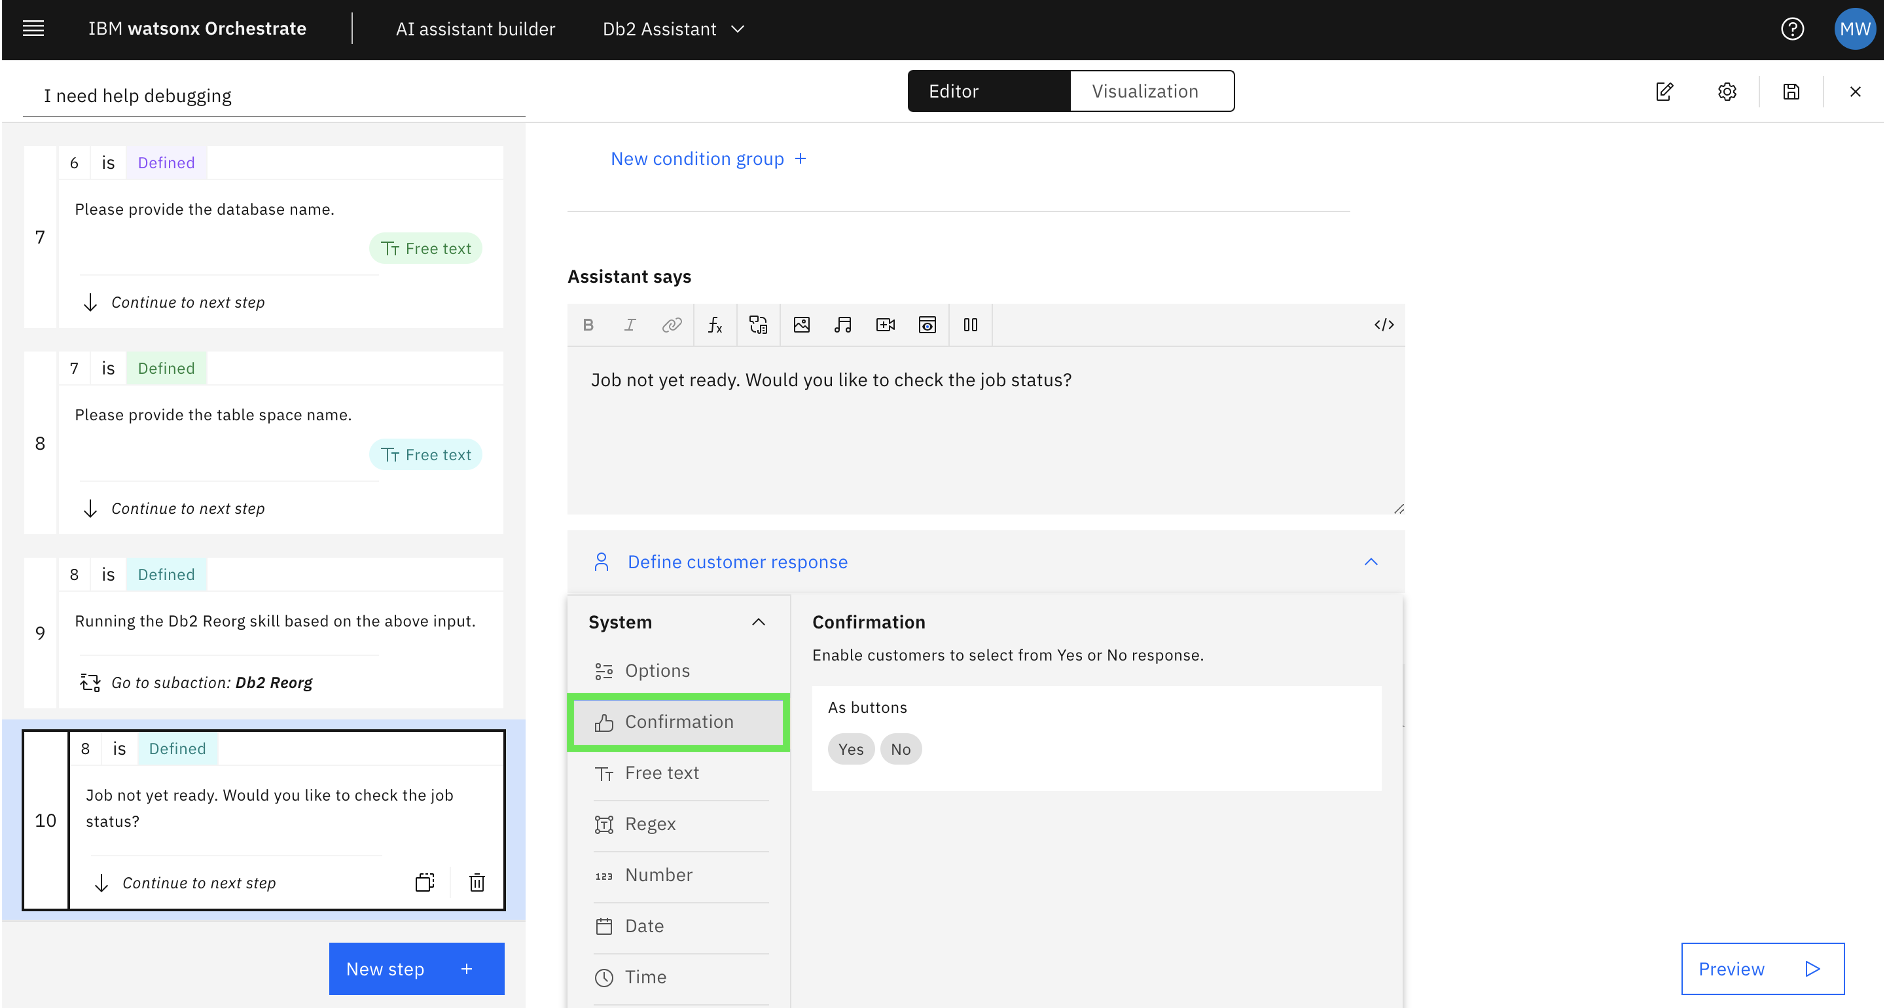 IBM watsonx Orchestrate
AI assistant builder
Db2 Assistant
MW
I need help debugging
Editor
Visualization
6 is Defined
7
Please provide the database name.
Free text
Continue to next step
7 is Defined
8
Please provide the table space name.
Free text
Continue to next step
8 is Defined
9
Running the Db2 Reorg skill based on the above input.
Go to subaction: Db2 Reorg
8 is Defined
10
Job not yet ready. Would you like to check the job
status?
Continue to next step
New step +
New condition group +
Assistant says
B I fx </>
Job not yet ready. Would you like to check the job status?
Define customer response
System
Options
Confirmation
Free text
Regex
123 Number
Date
Time
Confirmation
Enable customers to select from Yes or No response.
As buttons
Yes No
Preview